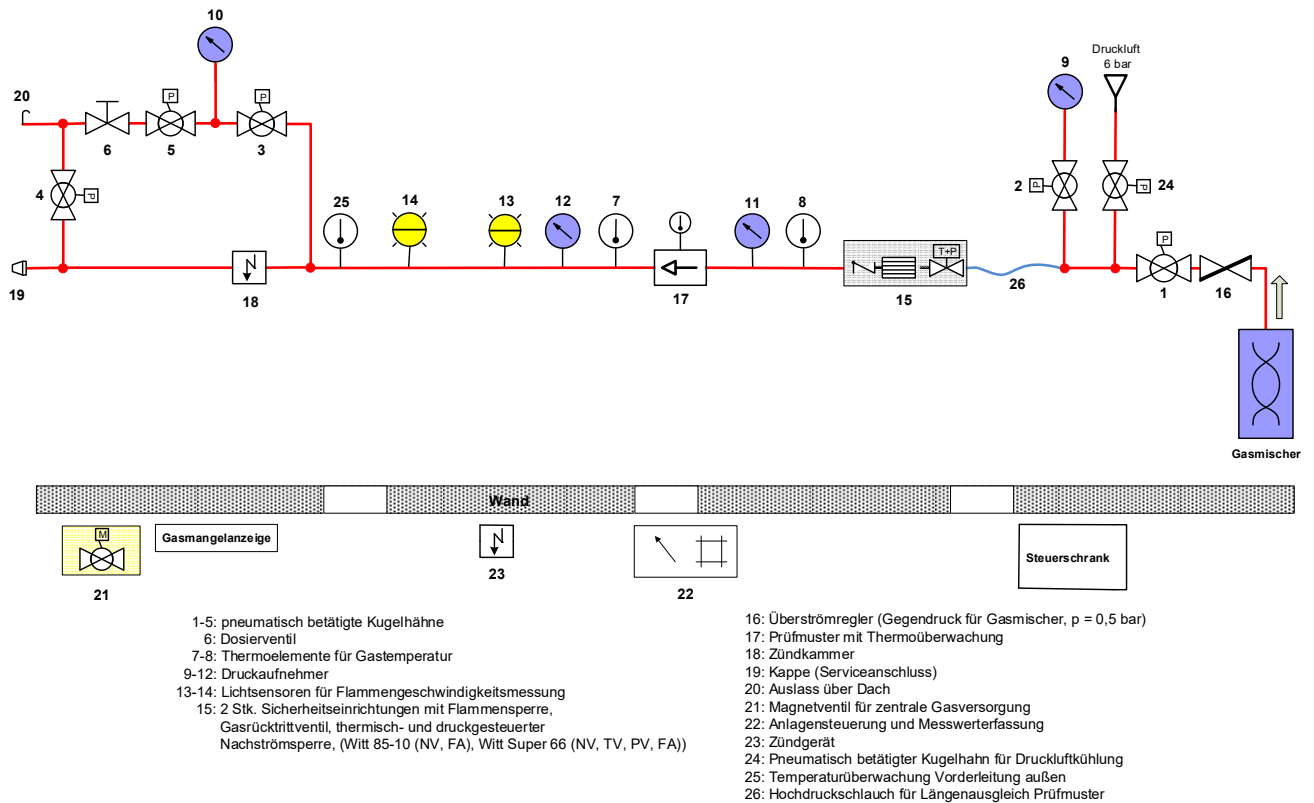 10
Druckluft
6 bar
9
20
P
P
6
5
3
4
P
2
P
P
24
25
14
13
12
7
11
8
P
T+P
19
18
17
15
26
1
16
Gasmischer
Wand
M
Gasmangelanzeige
Steuerschrank
21
23
22
1-5: pneumatisch betätigte Kugelhähne
6: Dosierventil
7-8: Thermoelemente für Gastemperatur
9-12: Druckaufnehmer
13-14: Lichtsensoren für Flammengeschwindigkeitsmessung
15: 2 Stk. Sicherheitseinrichtungen mit Flammensperre,
Gasrücktrittventil, thermisch- und druckgesteuerter
Nachströmsperre, (Witt 85-10 (NV, FA), Witt Super 66 (NV, TV, PV, FA))
16: Überströmregler (Gegendruck für Gasmischer, p = 0,5 bar)
17: Prüfmuster mit Thermoüberwachung
18: Zündkammer
19: Kappe (Serviceanschluss)
20: Auslass über Dach
21: Magnetventil für zentrale Gasversorgung
22: Anlagensteuerung und Messwerterfassung
23: Zündgerät
24: Pneumatisch betätigter Kugelhahn für Druckluftkühlung
25: Temperaturüberwachung Vorderleitung außen
26: Hochdruckschlauch für Längenausgleich Prüfmuster